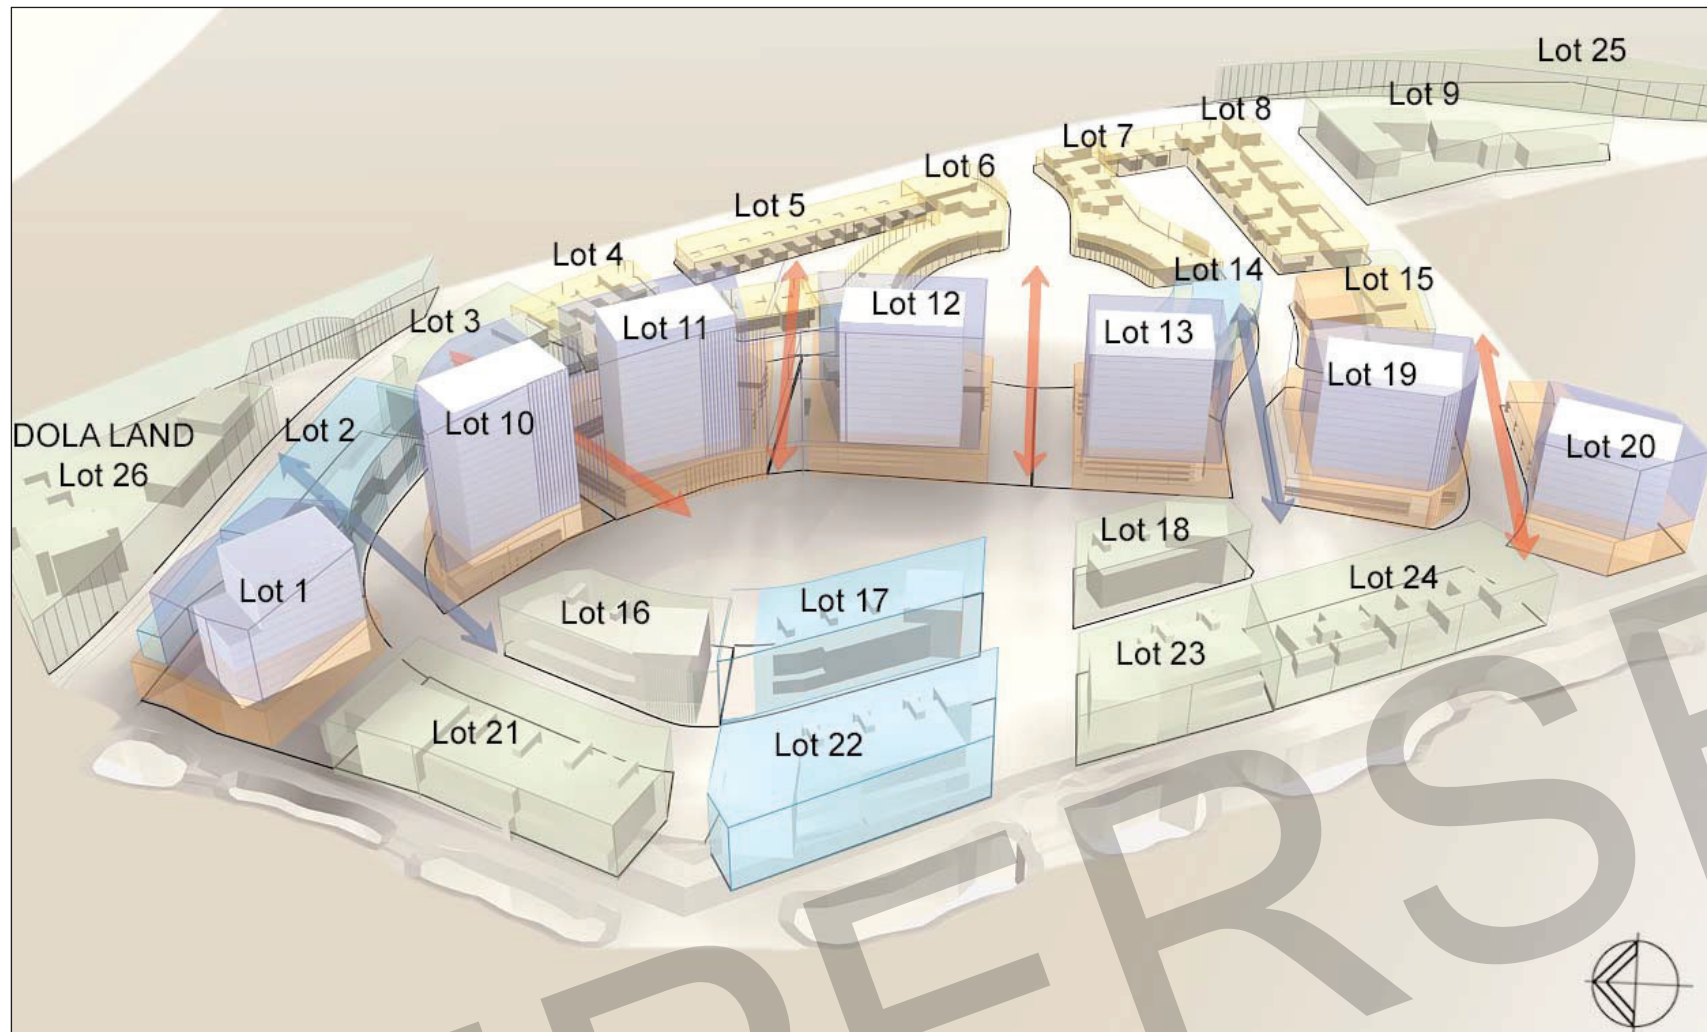 Lot 25
Lot 9
Lot 8
Lot 7
Lot 6
Lot 5
Lot 4
Lot 14
Lot 15
Lot 3
Lot 11
Lot 12
Lot 13
Lot 19
Lot 10
Lot 2
DOLA LAND
Lot 26
Lot 20
Lot 18
Lot 24
Lot 1
Lot 16
Lot 17
Lot 23
Lot 21
Lot 22